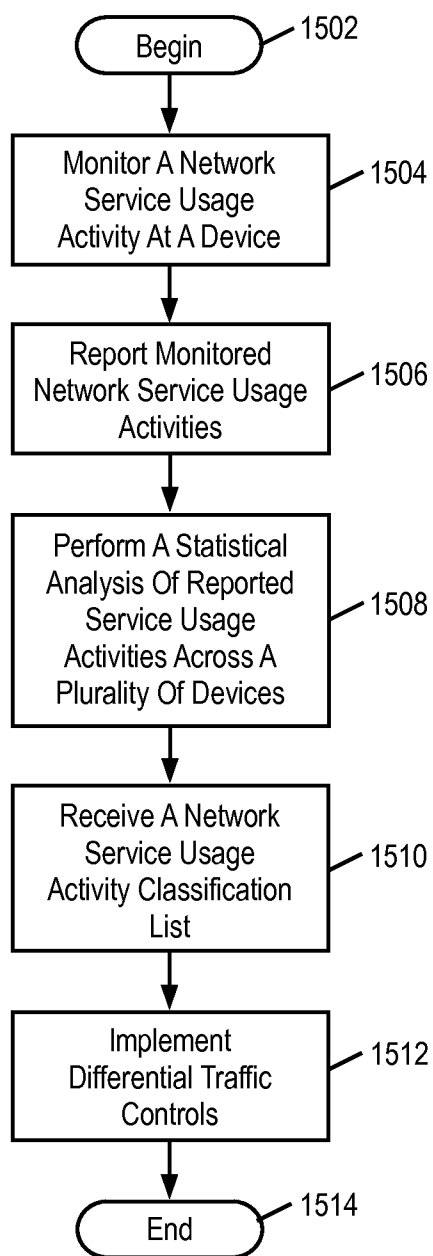 Begin
1502
Monitor A Network
Service Usage
Activity At A Device
1504
Report Monitored
Network Service Usage
Activities
1506
Perform A Statistical
Analysis Of Reported
Service Usage
Activities Across A
Plurality Of Devices
1508
Receive A Network
Service Usage
Activity Classification
List
1510
Implement
Differential Traffic
Controls
1512
End
1514